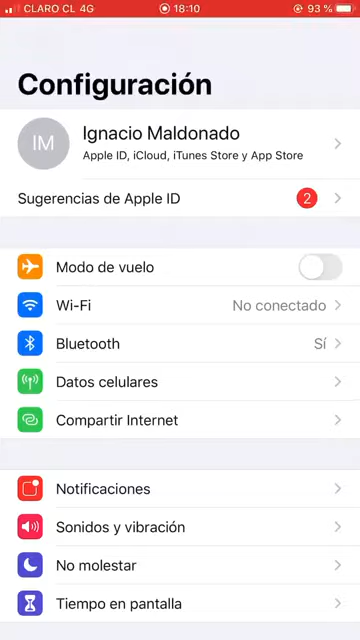 CLARO CL 4G 18:10 93 %
Configuración
IM
Ignacio Maldonado
Apple ID, iCloud, iTunes Store y App Store
Sugerencias de Apple ID 2
Modo de vuelo
Wi-Fi No conectado
Bluetooth Sí
Datos celulares
Compartir Internet
Notificaciones
Sonidos y vibración
No molestar
Tiempo en pantalla